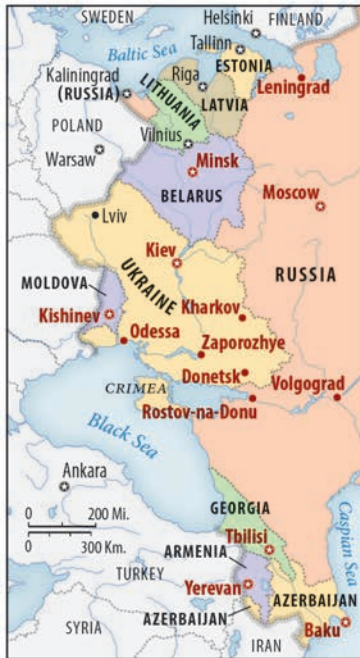 SWEDEN
Helsinki
FINLAND
Baltic Sea
Tallinn
ESTONIA
Kaliningrad
(RUSSIA)
Riga
LATVIA
LITHUANIA
Leningrad
POLAND
Vilnius
Warsaw
Minsk
BELARUS
Moscow
Lviv
Kiev
UKRAINE
RUSSIA
MOLDOVA
Kharkov
Kishinev
Odessa
Zaporozhye
Donetsk
Volgograd
CRIMEA
Rostov-na-Donu
Black Sea
Ankara
0 200 Mi.
0 300 Km.
GEORGIA
Tbilisi
Caspian Sea
ARMENIA
TURKEY
Yerevan
AZERBAIJAN
AZERBAIJAN
Baku
SYRIA
IRAN